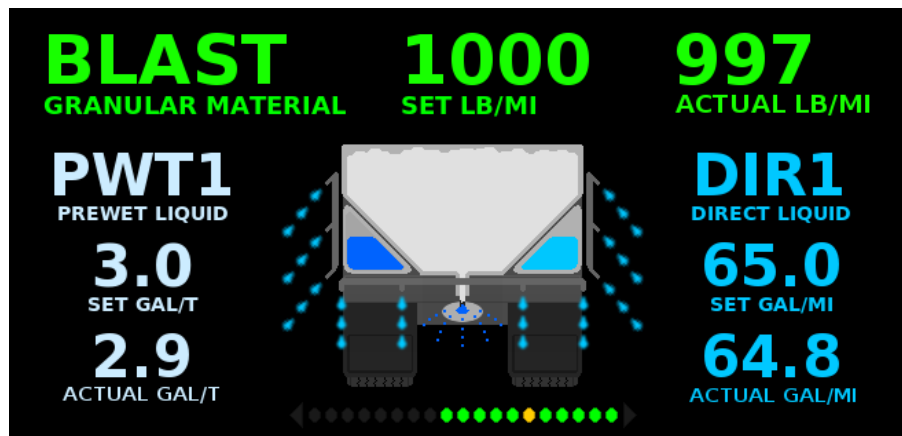 BLAST 1000 997
GRANULAR MATERIAL SET LB/MI ACTUAL LB/MI
PWT1 DIR1
PREWET LIQUID DIRECT LIQUID
3.0 65.0
SET GAL/T SET GAL/MI
2.9 64.8
ACTUAL GAL/T ACTUAL GAL/MI